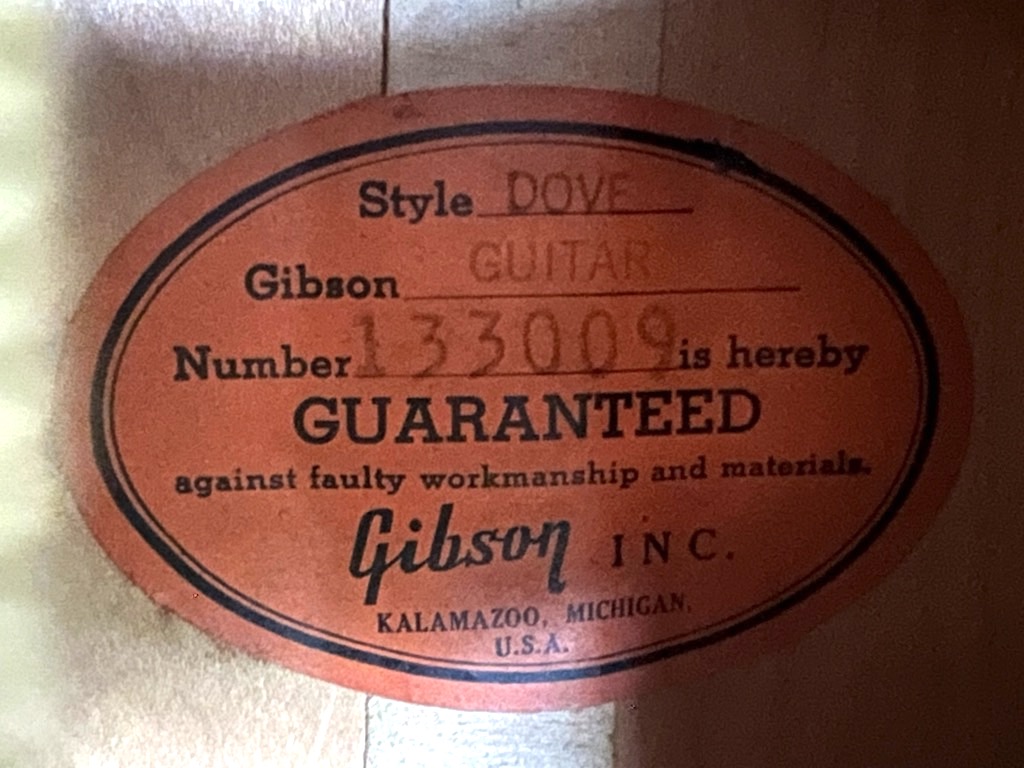 Style DOVE
Gibson GUITAR
Number 133009 is hereby
GUARANTEED
against faulty workmanship and materials.
Gibson INC.
KALAMAZOO, MICHIGAN,
U.S.A.